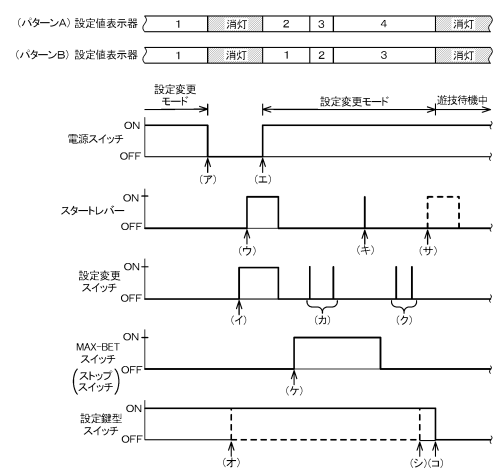 (パターンA) 設定値表示器 1 消灯 2 3 4 消灯
(パターンB) 設定値表示器 1 消灯 1 2 3 消灯
設定変更
モード
設定変更モード
遊技待機中
電源スイッチ
ON
OFF
(ア)
(エ)
スタートレバー
ON
OFF
(ウ)
(キ)
(サ)
設定変更
スイッチ
ON
OFF
(イ)
(カ)
(ク)
MAX-BET
スイッチ
(ストップ
スイッチ)
ON
OFF
(ケ)
設定鍵型
スイッチ
ON
OFF
(オ)
(シ)(コ)